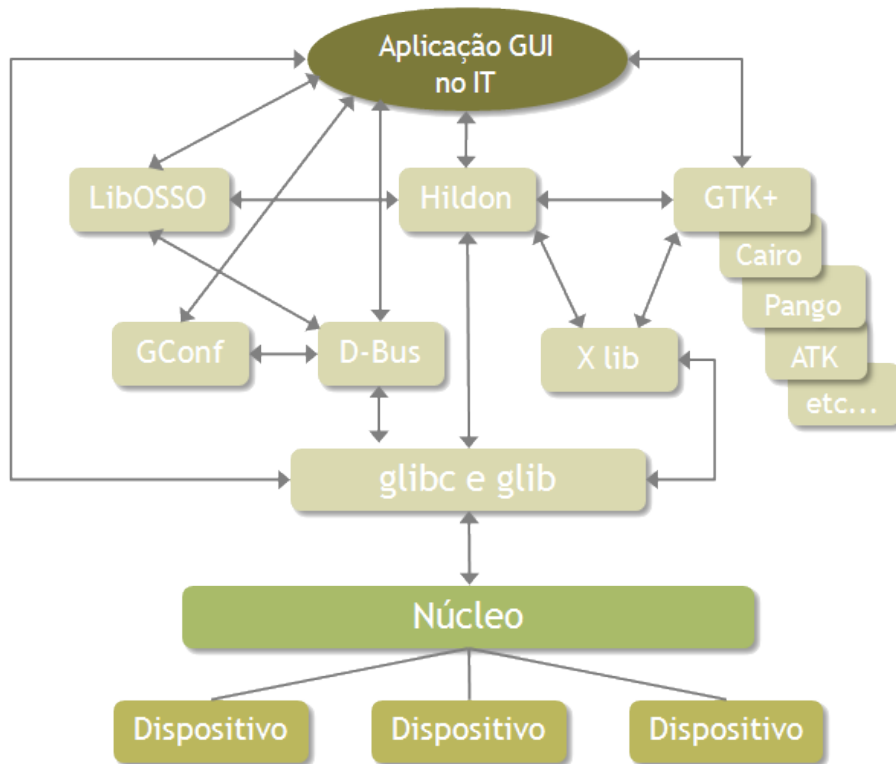 Aplicação GUI
no IT
LibOSSO
Hildon
GTK+
Cairo
Pango
ATK
etc...
GConf
D-Bus
X lib
glibc e glib
Núcleo
Dispositivo
Dispositivo
Dispositivo